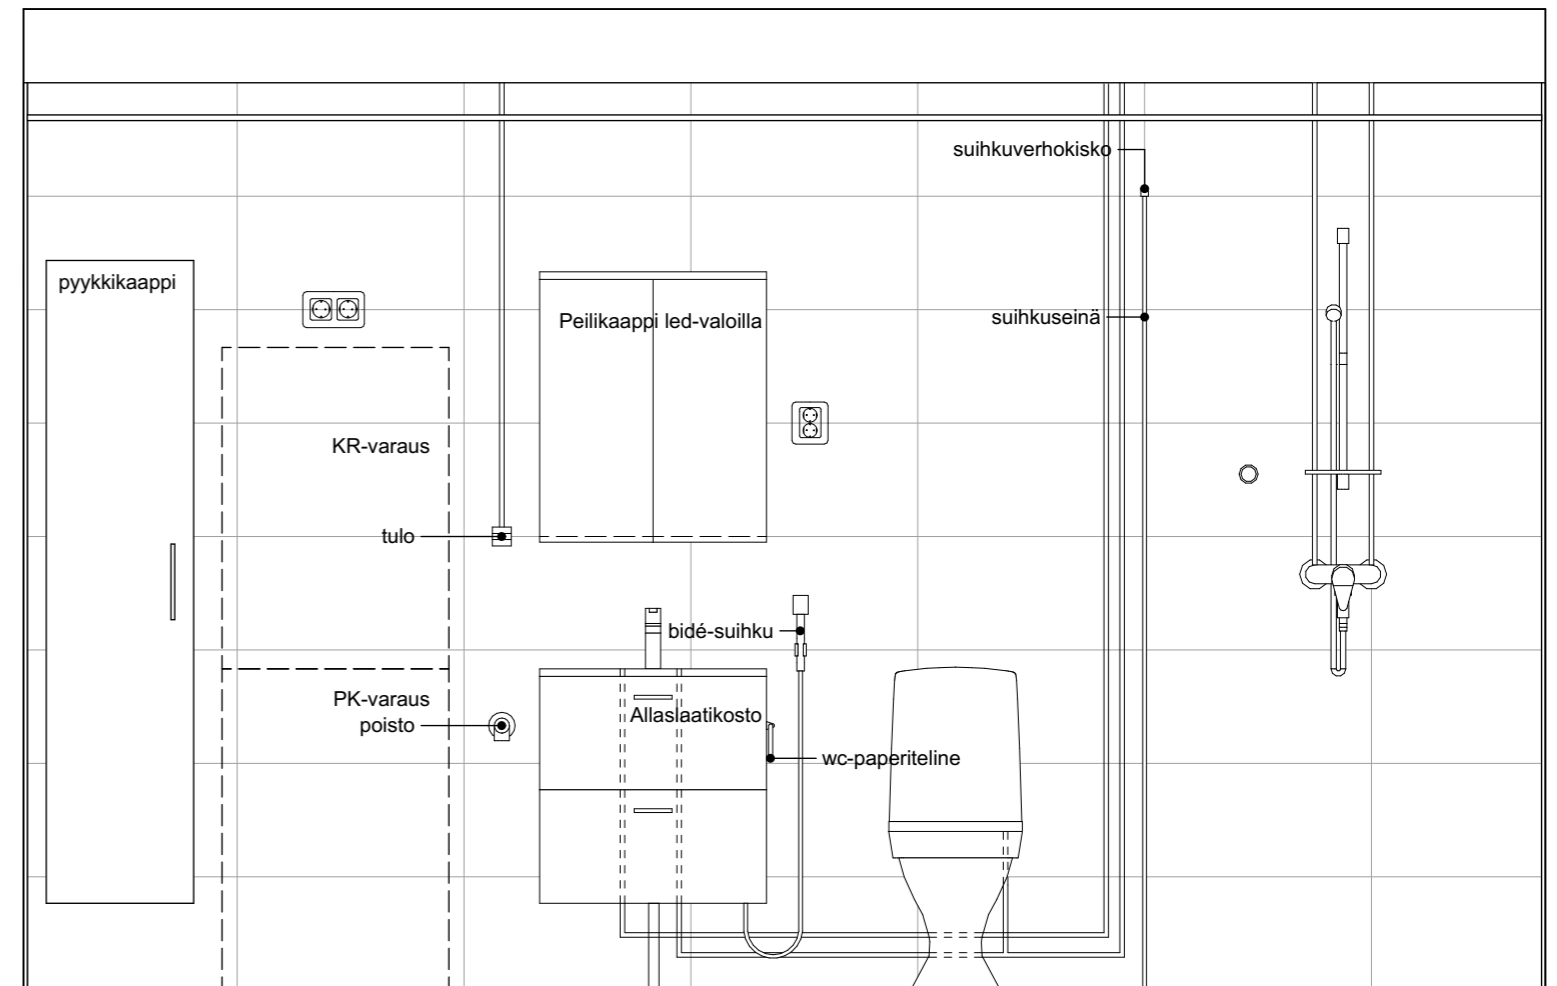 suihkuverhokisko
pyykkikaappi
Peilikaappi led-valoilla
suihkuseinä
KR-varaus
tulo
bidé-suihku
PK-varaus
poisto
Allaslaatikosto
wc-paperiteline